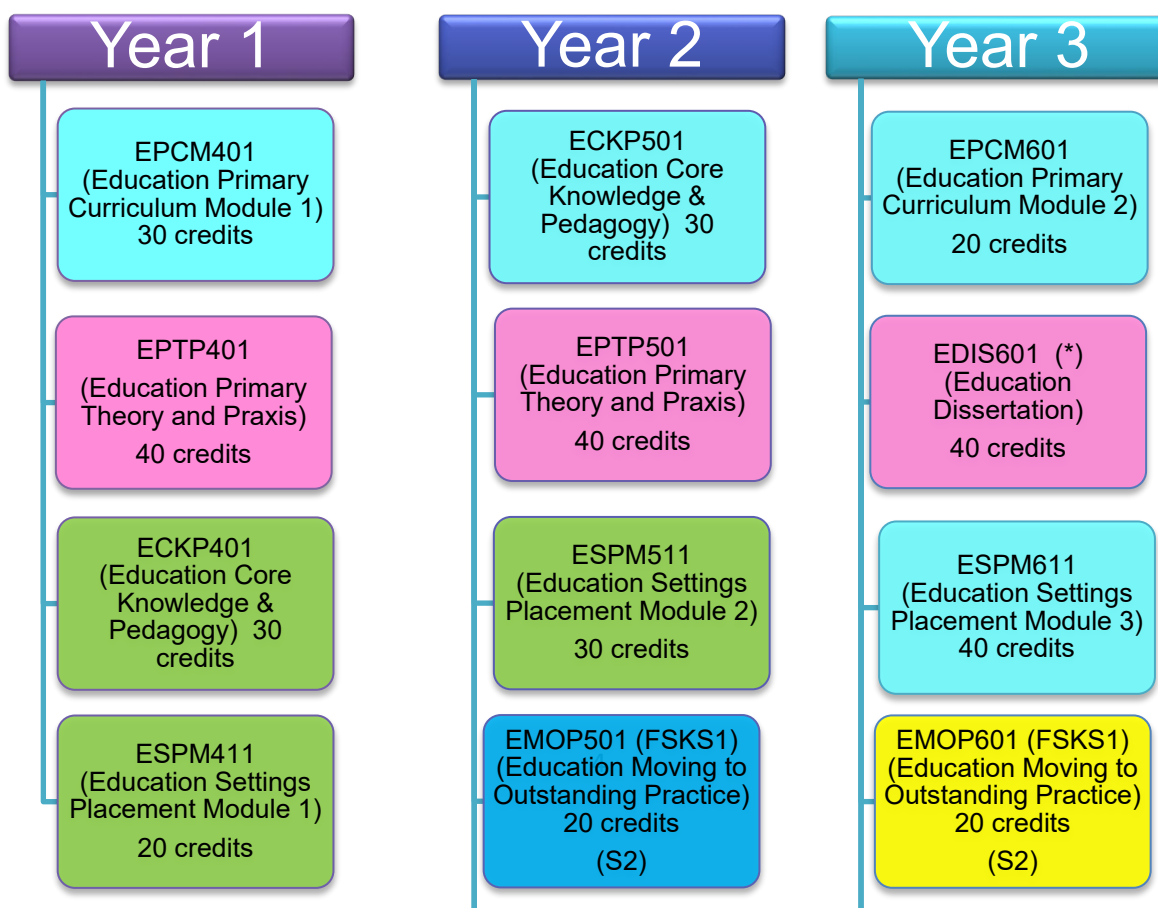 Year 1
EPCM401
(Education Primary
Curriculum Module 1)
30 credits
EPTP401
(Education Primary
Theory and Praxis)
40 credits
ECKP401
(Education Core
Knowledge &
Pedagogy) 30
credits
ESPM411
(Education Settings
Placement Module 1)
20 credits
Year 2
ECKP501
(Education Core
Knowledge &
Pedagogy) 30
credits
EPTP501
(Education Primary
Theory and Praxis)
40 credits
ESPM511
(Education Settings
Placement Module 2)
30 credits
EMOP501 (FSKS1)
(Education Moving to
Outstanding Practice)
20 credits
(S2)
Year 3
EPCM601
(Education Primary
Curriculum Module 2)
20 credits
EDIS601 (*)
(Education
Dissertation)
40 credits
ESPM611
(Education Settings
Placement Module 3)
40 credits
EMOP601 (FSKS1)
(Education Moving to
Outstanding Practice)
20 credits
(S2)